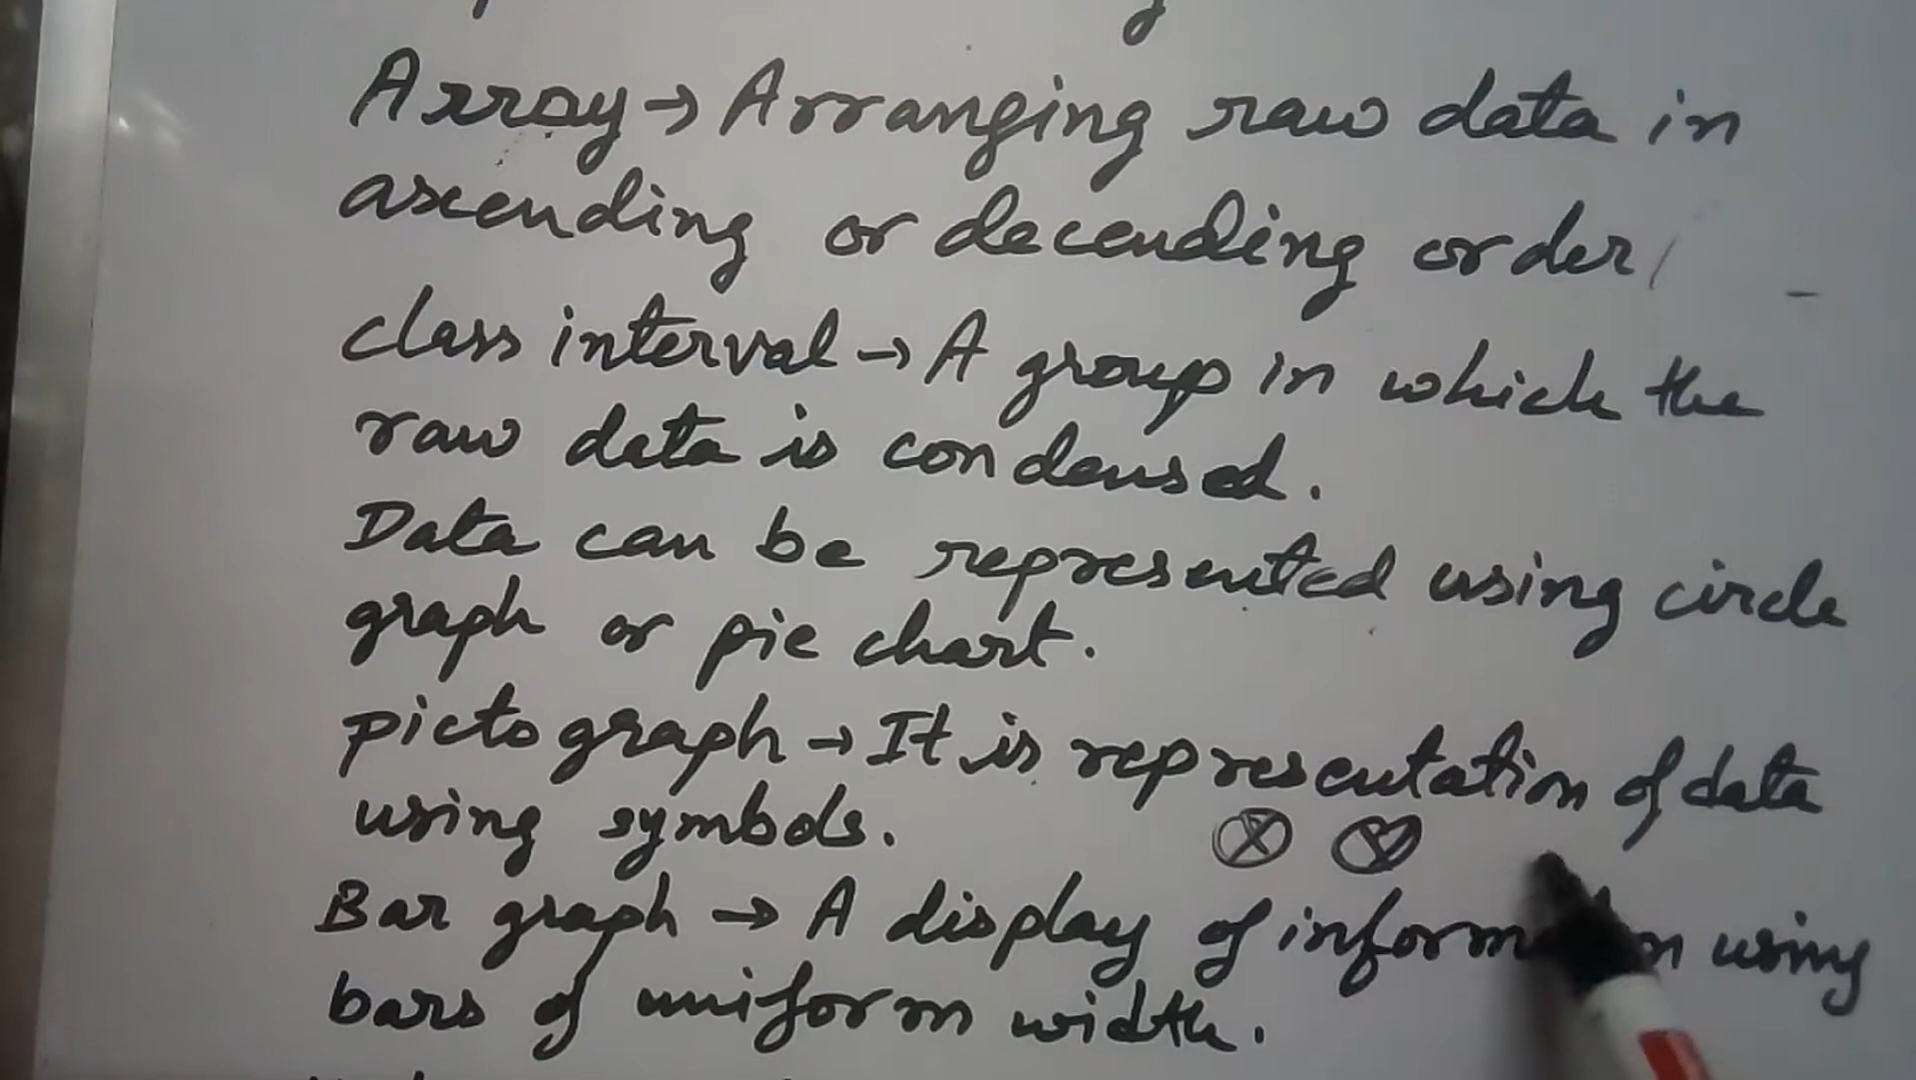 Array → Arranging raw data in
ascending or decending order
class interval → A group in which the
raw data is condensed.
Data can be represented using circle
graph or pie chart.
pictograph → It is representation of data
using symbols.
Bar graph → A display of using
bars of uniform width.